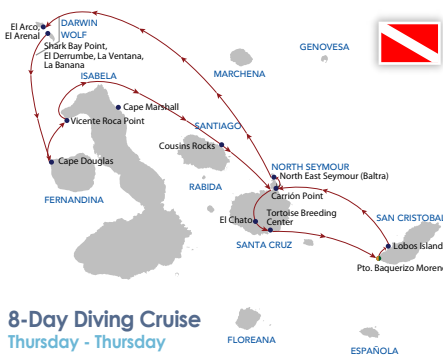 El Arco,
El Arenal
DARWIN
WOLF
Shark Bay Point,
El Derrumbe, La Ventana,
La Banana
GENOVESA
MARCHENA
ISABELA
Cape Marshall
Vicente Roca Point
SANTIAGO
Cousins Rocks
Cape Douglas
NORTH SEYMOUR
North East Seymour (Baltra)
RABIDA
Carrión Point
FERNANDINA
El Chato
Tortoise Breeding
Center
SAN CRISTOBAL
SANTA CRUZ
Lobos Island
Pto. Baquerizo Moreno
8-Day Diving Cruise
Thursday - Thursday
FLOREANA
ESPAÑOLA